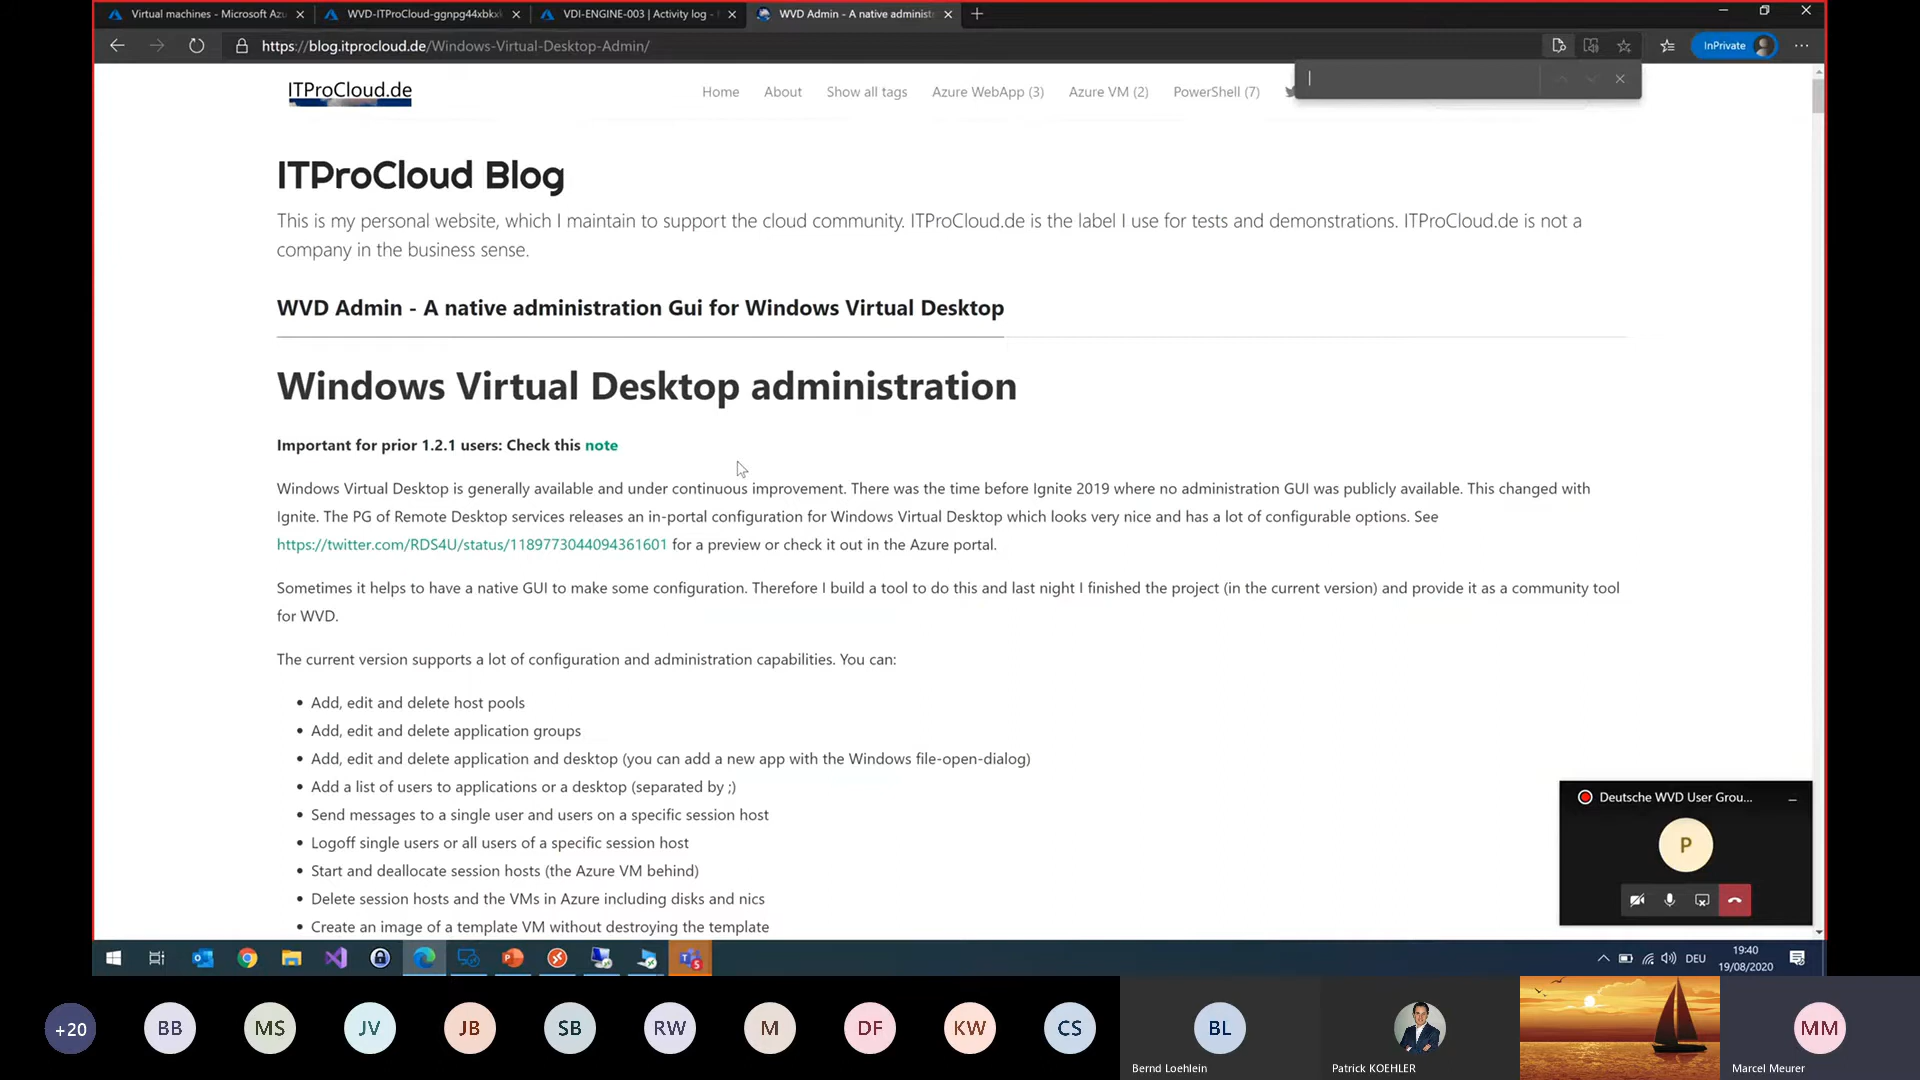 Virtual machines - Microsoft Azu
WVD-ITProCloud-ggnpg44xbkx
VDI-ENGINE-003 | Activity log -
WVD Admin - A native administ
https://blog.itprocloud.de/Windows-Virtual-Desktop-Admin/
InPrivate
ITProCloud.de
Home
About
Show all tags
Azure WebApp (3)
Azure VM (2)
PowerShell (7)
ITProCloud Blog
This is my personal website, which I maintain to support the cloud community. ITProCloud.de is the label I use for tests and demonstrations. ITProCloud.de is not a
company in the business sense.
WVD Admin - A native administration Gui for Windows Virtual Desktop
Windows Virtual Desktop administration
Important for prior 1.2.1 users: Check this note
Windows Virtual Desktop is generally available and under continuous improvement. There was the time before Ignite 2019 where no administration GUI was publicly available. This changed with
Ignite. The PG of Remote Desktop services releases an in-portal configuration for Windows Virtual Desktop which looks very nice and has a lot of configurable options. See
https://twitter.com/RDS4U/status/1189773044094361601 for a preview or check it out in the Azure portal.
Sometimes it helps to have a native GUI to make some configuration. Therefore I build a tool to do this and last night I finished the project (in the current version) and provide it as a community tool
for WVD.
The current version supports a lot of configuration and administration capabilities. You can:
• Add, edit and delete host pools
• Add, edit and delete application groups
• Add, edit and delete application and desktop (you can add a new app with the Windows file-open-dialog)
• Add a list of users to applications or a desktop (separated by ;)
• Send messages to a single user and users on a specific session host
• Logoff single users or all users of a specific session host
• Start and deallocate session hosts (the Azure VM behind)
• Delete session hosts and the VMs in Azure including disks and nics
• Create an image of a template VM without destroying the template
Deutsche WVD User Grou...
P
DEU
19:40
19/08/2020
+20
BB
MS
JV
JB
SB
RW
M
DF
KW
CS
BL
MM
Bernd Loehlein
Patrick KOEHLER
Marcel Meurer